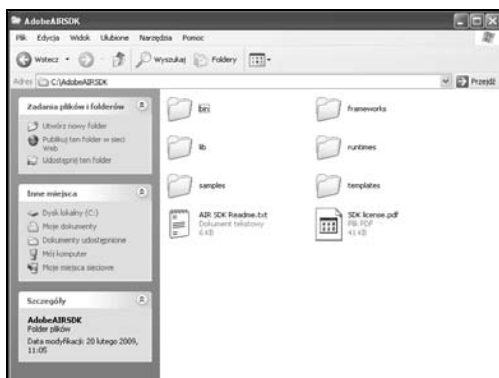 AdobeAIRSDK
Plik Edycja Widok Ulubione Narzędzia Pomoc
Wstecz Wyszukaj Foldery
Adres C:\AdobeAIRSDK Przejdź
Zadania plików i folderów
Utwórz nowy folder
Publikuj ten folder w sieci
Web
Udostępnij ten folder
Inne miejsca
Dysk lokalny (C:)
Moje dokumenty
Dokumenty udostępnione
Mój komputer
Moje miejsca sieciowe
Szczegóły
AdobeAIRSDK
Folder plików
Data modyfikacji: 20 lutego 2009,
11:05
bin
frameworks
lib
runtimes
samples
templates
AIR SDK Readme.txt
Dokument tekstowy
6 KB
SDK license.pdf
Plik PDF
41 KB